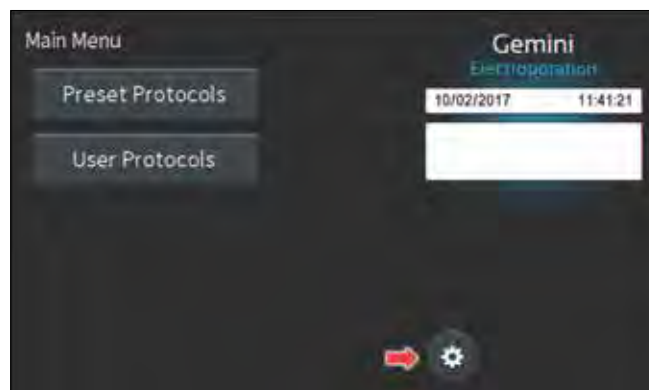 Main Menu
Preset Protocols
User Protocols
Gemini
Electroporation
10/02/2017 11:41:21